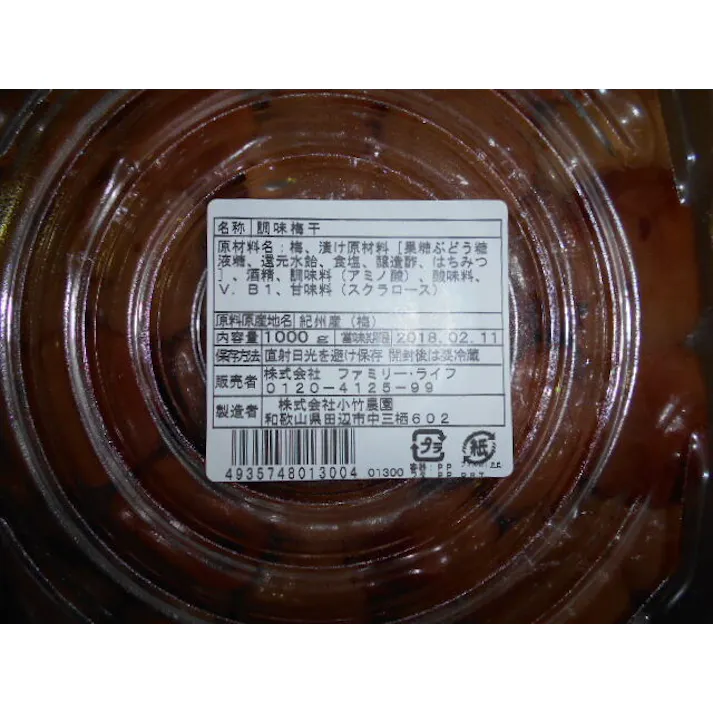 名称 調味梅干
原材料名：梅、漬け原材料［果糖ぶどう糖
液糖、還元水飴、食塩、醸造酢、はちみつ
］、酒精、調味料（アミノ酸）、酸味料、
V．B1、甘味料（スクラロース）
原料原産地名 紀州産（梅）
内容量 1000g 賞味期限 2018.02.11
保存方法 直射日光を避け保存 開封後は要冷蔵
販売者 株式会社 ファミリー・ライフ
0120-4125-99
製造者 株式会社小竹農園
和歌山県田辺市中三栖602
プラ 紙
4935748013004 01300
容器：PP